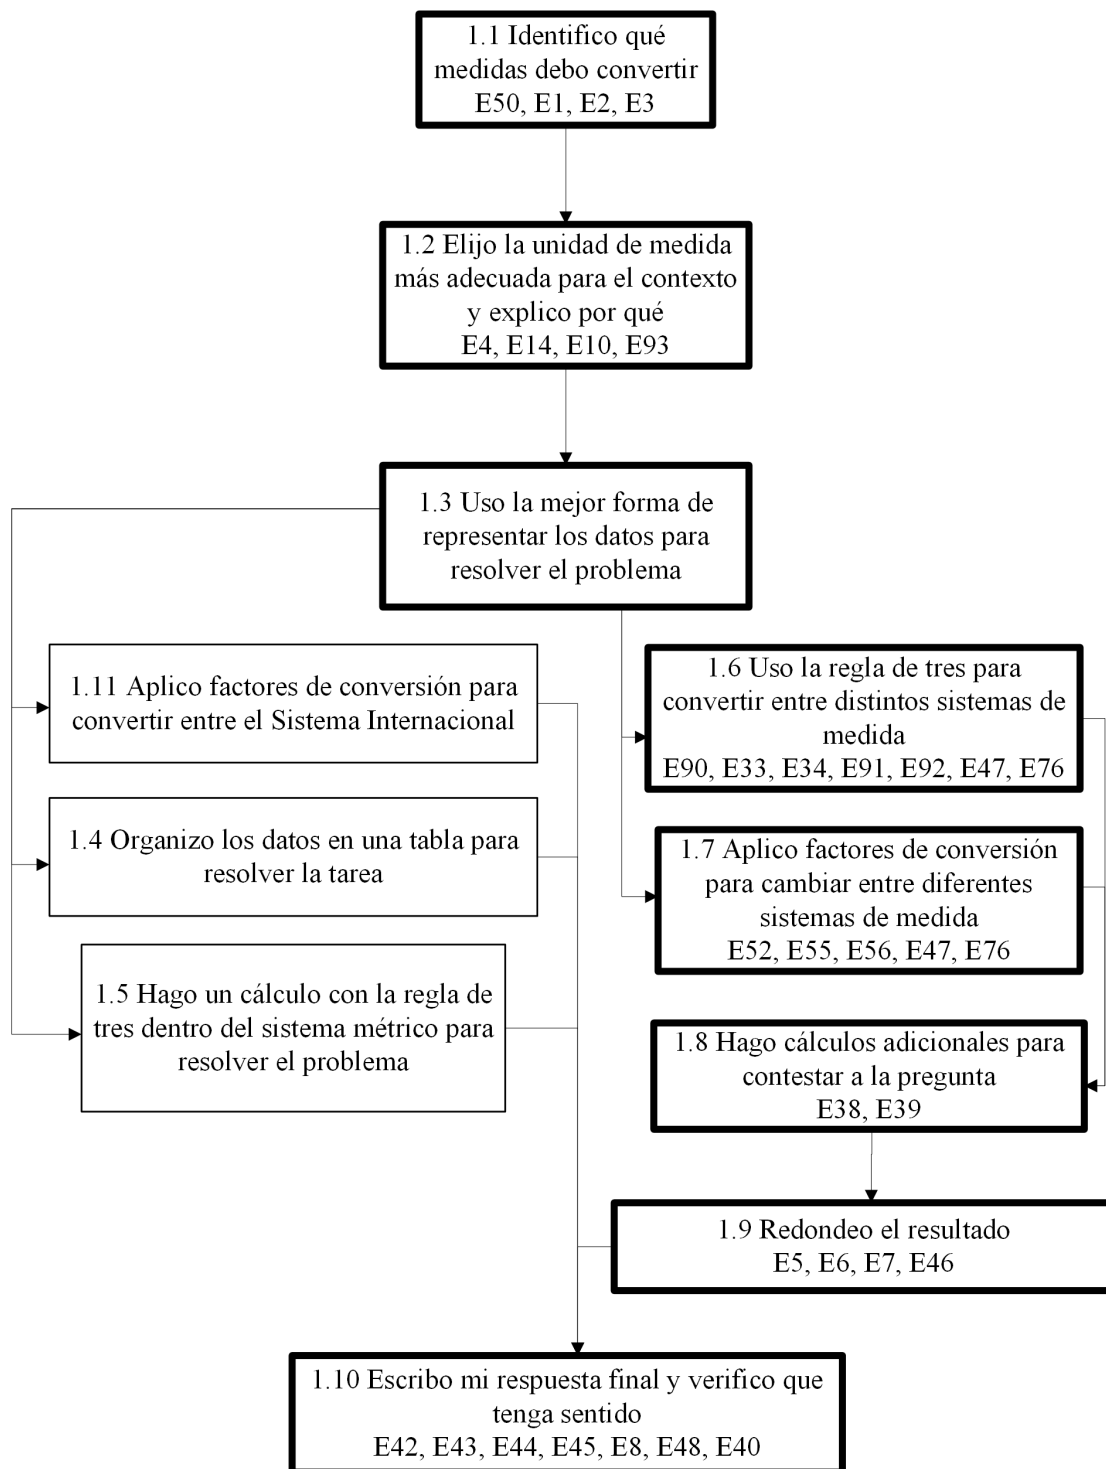 1.1 Identifico qué
medidas debo convertir
E50, E1, E2, E3
1.2 Elijo la unidad de medida
más adecuada para el contexto
y explico por qué
E4, E14, E10, E93
1.3 Uso la mejor forma de
representar los datos para
resolver el problema
1.11 Aplico factores de conversión para
convertir entre el Sistema Internacional
1.4 Organizo los datos en una tabla para
resolver la tarea
1.5 Hago un cálculo con la regla de
tres dentro del sistema métrico para
resolver el problema
1.6 Uso la regla de tres para
convertir entre distintos sistemas de
medida
E90, E33, E34, E91, E92, E47, E76
1.7 Aplico factores de conversión
para cambiar entre diferentes
sistemas de medida
E52, E55, E56, E47, E76
1.8 Hago cálculos adicionales para
contestar a la pregunta
E38, E39
1.9 Redondeo el resultado
E5, E6, E7, E46
1.10 Escribo mi respuesta final y verifico que
tenga sentido
E42, E43, E44, E45, E8, E48, E40